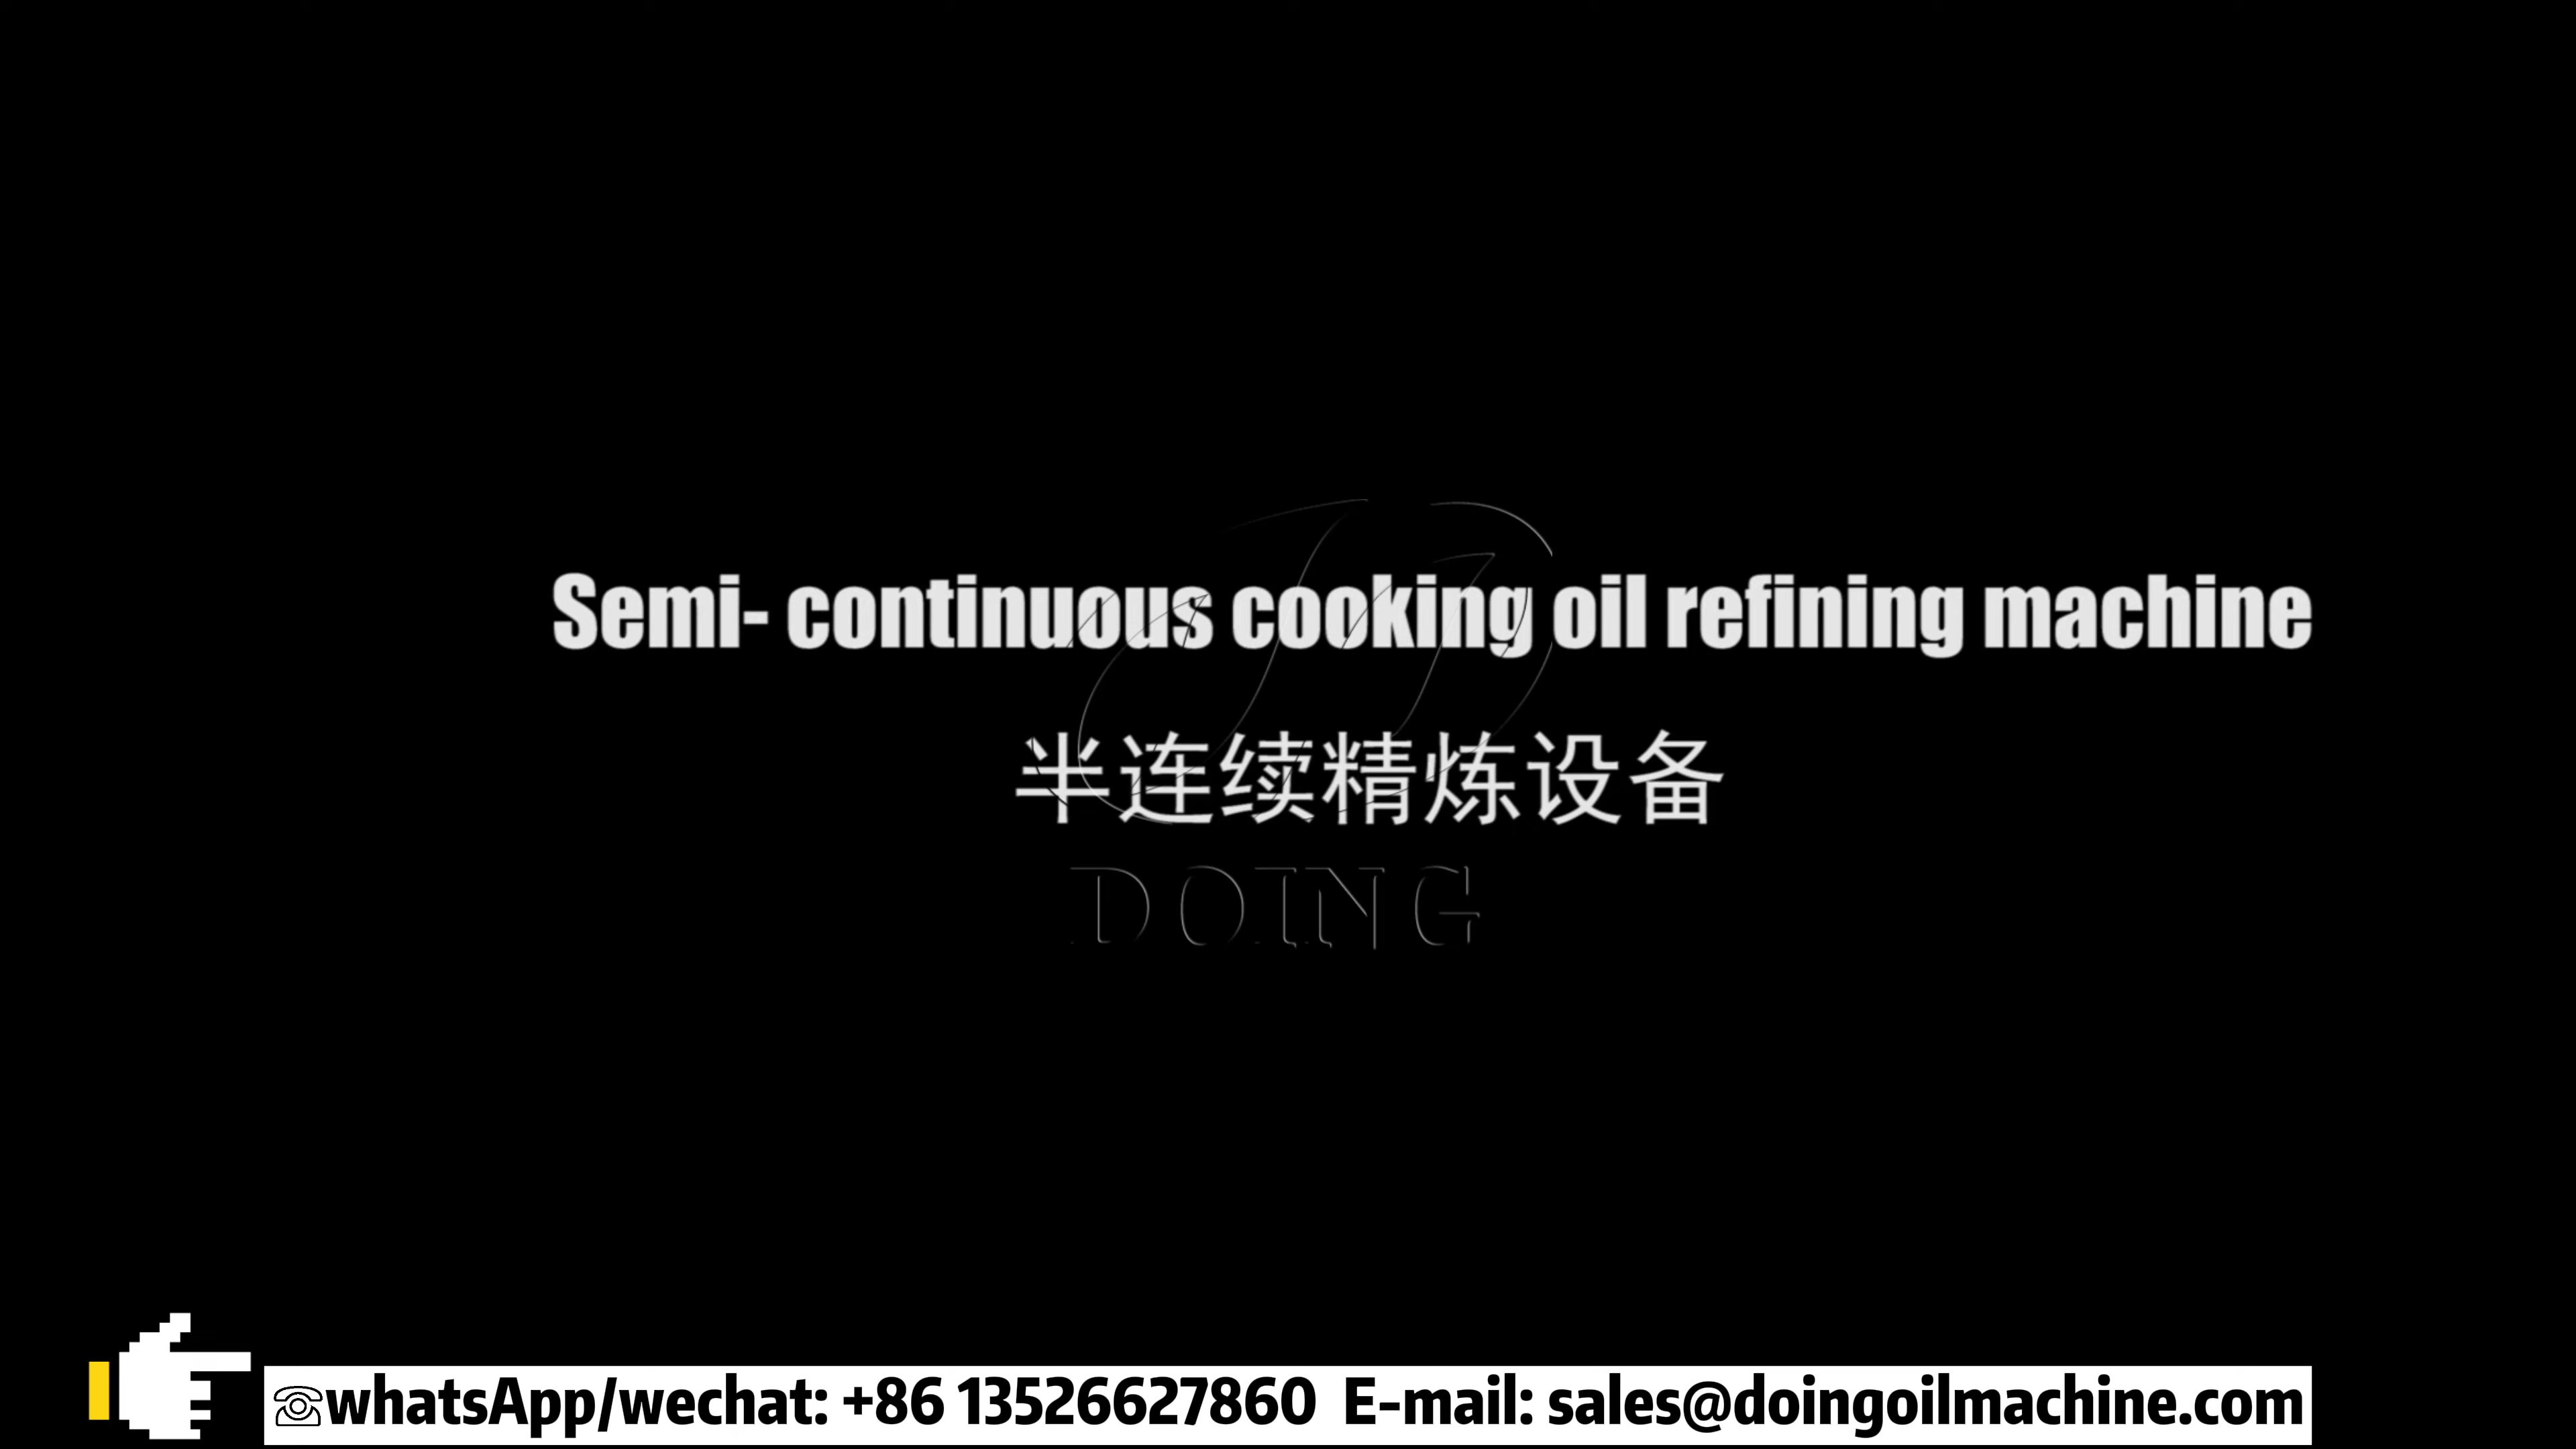 Semi- continuous cooking oil refining machine
半连续精炼设备
DOING
☏whatsApp/wechat: +86 13526627860 E-mail: sales@doingoilmachine.com